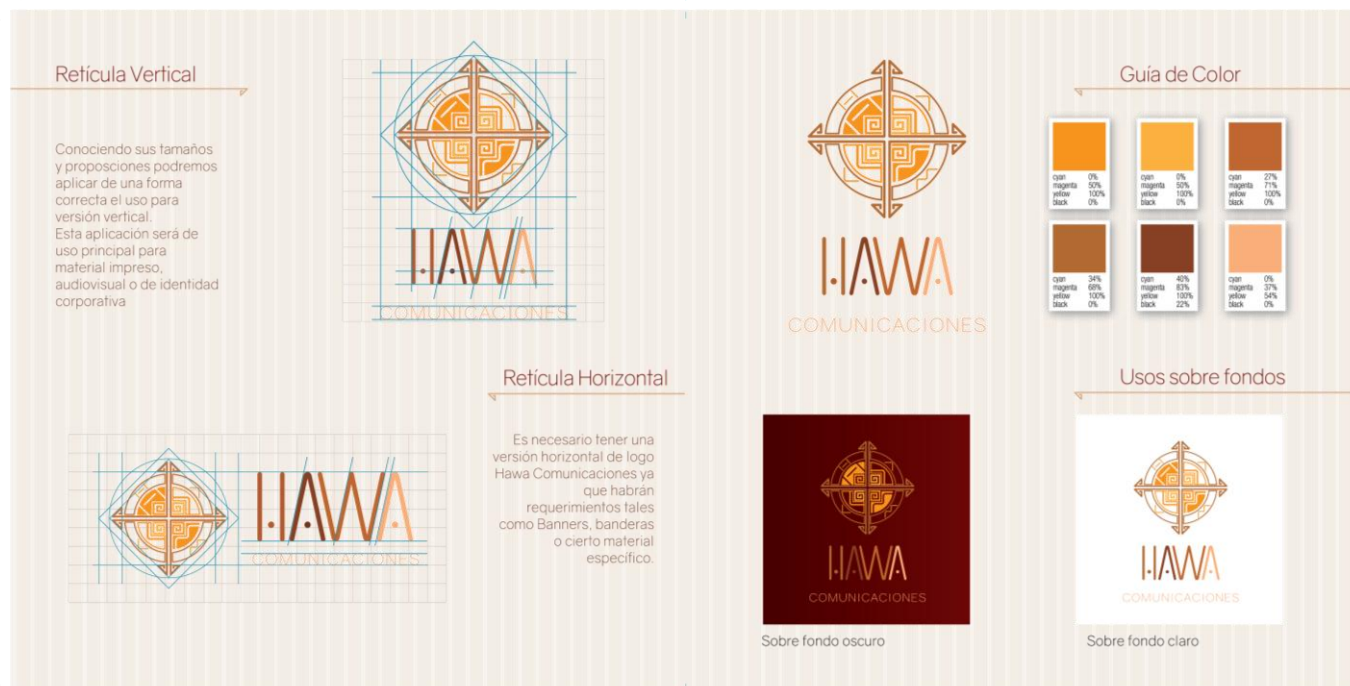 Retícula Vertical
Conociendo sus tamaños
y proposciones podremos
aplicar de una forma
correcta el uso para
versión vertical.
Esta aplicación será de
uso principal para
material impreso,
audiovisual o de identidad
corporativa
HAWA
COMUNICACIONES
Retícula Horizontal
Es necesario tener una
versión horizontal de logo
Hawa Comunicaciones ya
que habrán
requerimientos tales
como Banners, banderas
o cierto material
específico.
HAWA
COMUNICACIONES
HAWA
COMUNICACIONES
Guía de Color
cyan 0%
magenta 50%
yellow 100%
black 0%
cyan 0%
magenta 50%
yellow 100%
black 0%
cyan 27%
magenta 71%
yellow 100%
black 0%
cyan 34%
magenta 68%
yellow 100%
black 0%
cyan 40%
magenta 83%
yellow 100%
black 22%
cyan 0%
magenta 37%
yellow 54%
black 0%
Usos sobre fondos
HAWA
COMUNICACIONES
Sobre fondo oscuro
HAWA
COMUNICACIONES
Sobre fondo claro